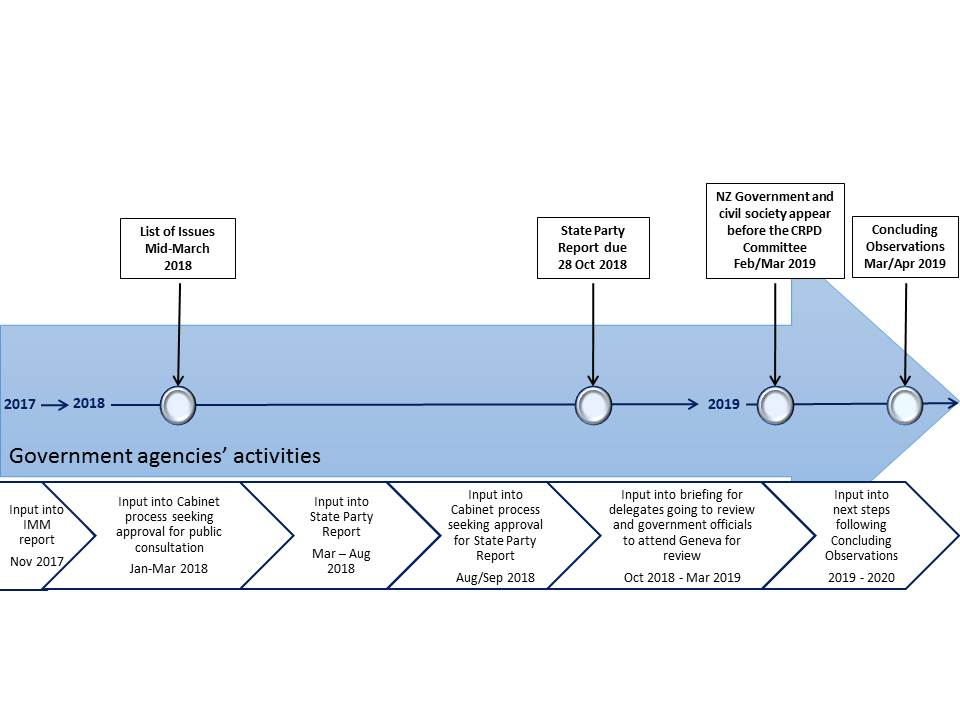 List of Issues
Mid-March
2018
State Party
Report due
28 Oct 2018
NZ Government and
civil society appear
before the CRPD
Committee
Feb/Mar 2019
Concluding
Observations
Mar/Apr 2019
2017
2018
2019
Government agencies’ activities
Input into
IMM
report
Nov 2017
Input into Cabinet
process seeking
approval for public
consultation
Jan-Mar 2018
Input into
State Party
Report
Mar – Aug
2018
Input into
Cabinet process
seeking approval
for State Party
Report
Aug/Sep 2018
Input into briefing for
delegates going to review
and government officials
to attend Geneva for
review
Oct 2018 - Mar 2019
Input into
next steps
following
Concluding
Observations
2019 - 2020